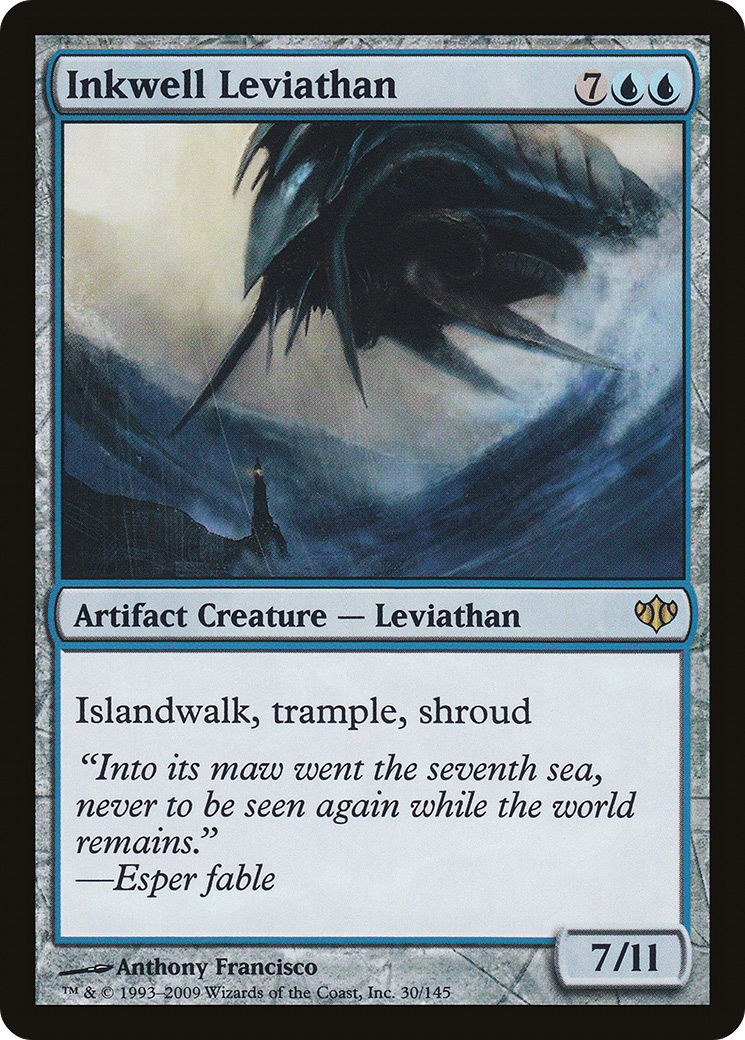 Inkwell Leviathan 7
Artifact Creature — Leviathan
Islandwalk, trample, shroud
“Into its maw went the seventh sea,
never to be seen again while the world
remains.”
—Esper fable
7/11
Anthony Francisco
™ & © 1993–2009 Wizards of the Coast, Inc. 30/145